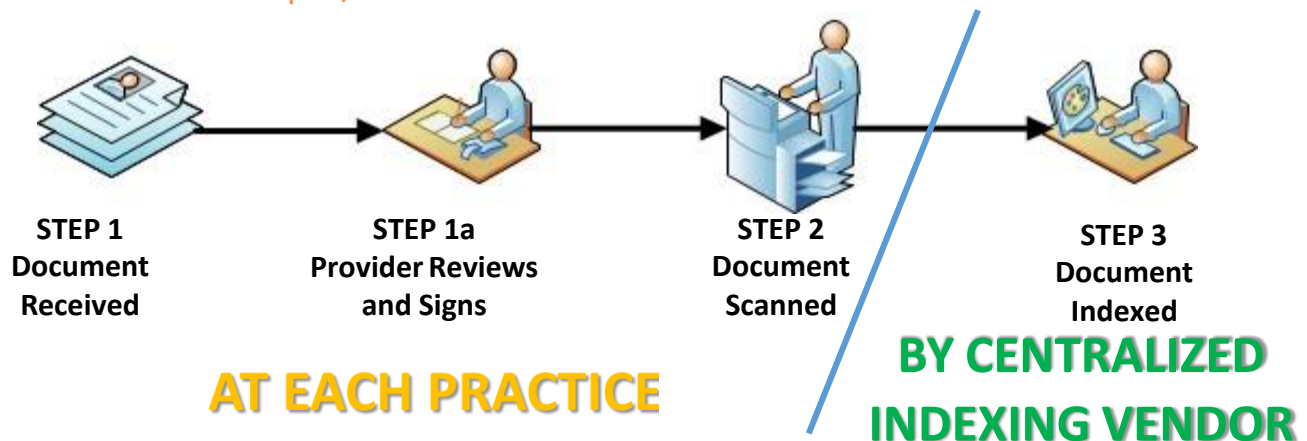 STEP 1
Document
Received
STEP 1a
Provider Reviews
and Signs
STEP 2
Document
Scanned
STEP 3
Document
Indexed
AT EACH PRACTICE
BY CENTRALIZED
INDEXING VENDOR